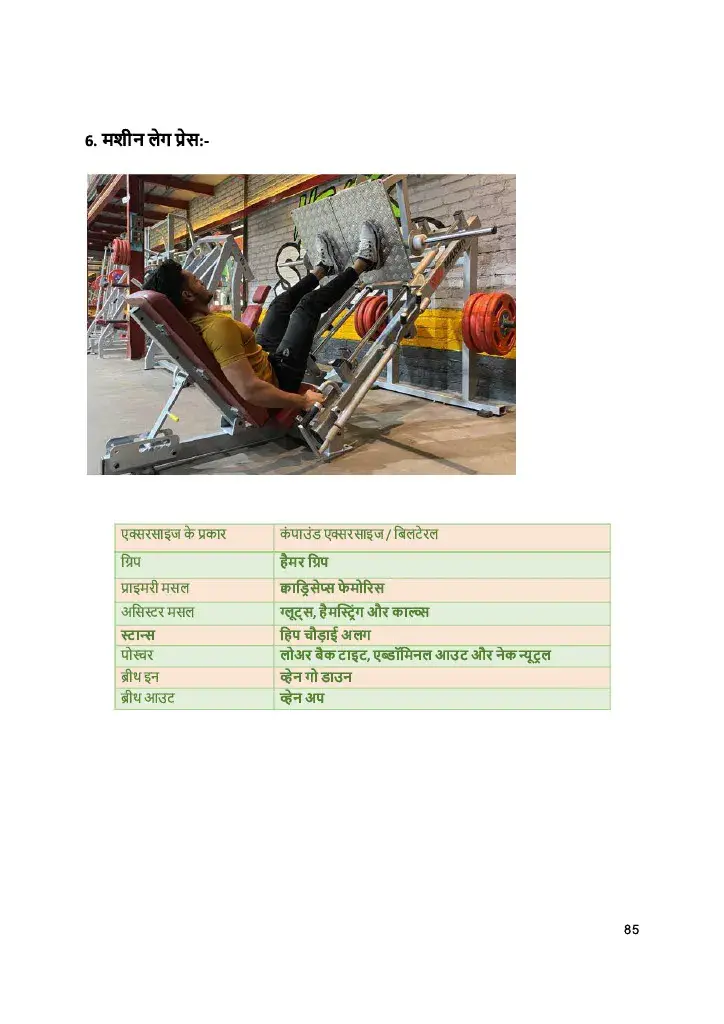 6. मशीन लेग प्रेस:-
एक्सरसाइज के प्रकार कंपाउंड एक्सरसाइज / बिलटेरल
ग्रिप हैमर ग्रिप
प्राइमरी मसल क्वाड्रिसेप्स फेमोरिस
असिस्टर मसल ग्लूट्स, हैमस्ट्रिंग और काल्व्स
स्टान्स हिप चौड़ाई अलग
पोस्चर लोअर बैक टाइट, एब्डॉमिनल आउट और नेक न्यूट्रल
ब्रीथ इन व्हेन गो डाउन
ब्रीथ आउट व्हेन अप
85